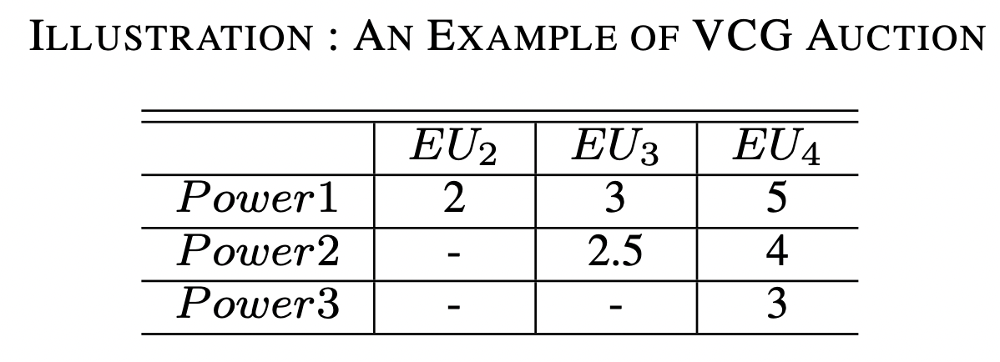 ILLUSTRATION : AN EXAMPLE OF VCG AUCTION
EU₂ EU₃ EU₄
Power1 2 3 5
Power2 - 2.5 4
Power3 - - 3